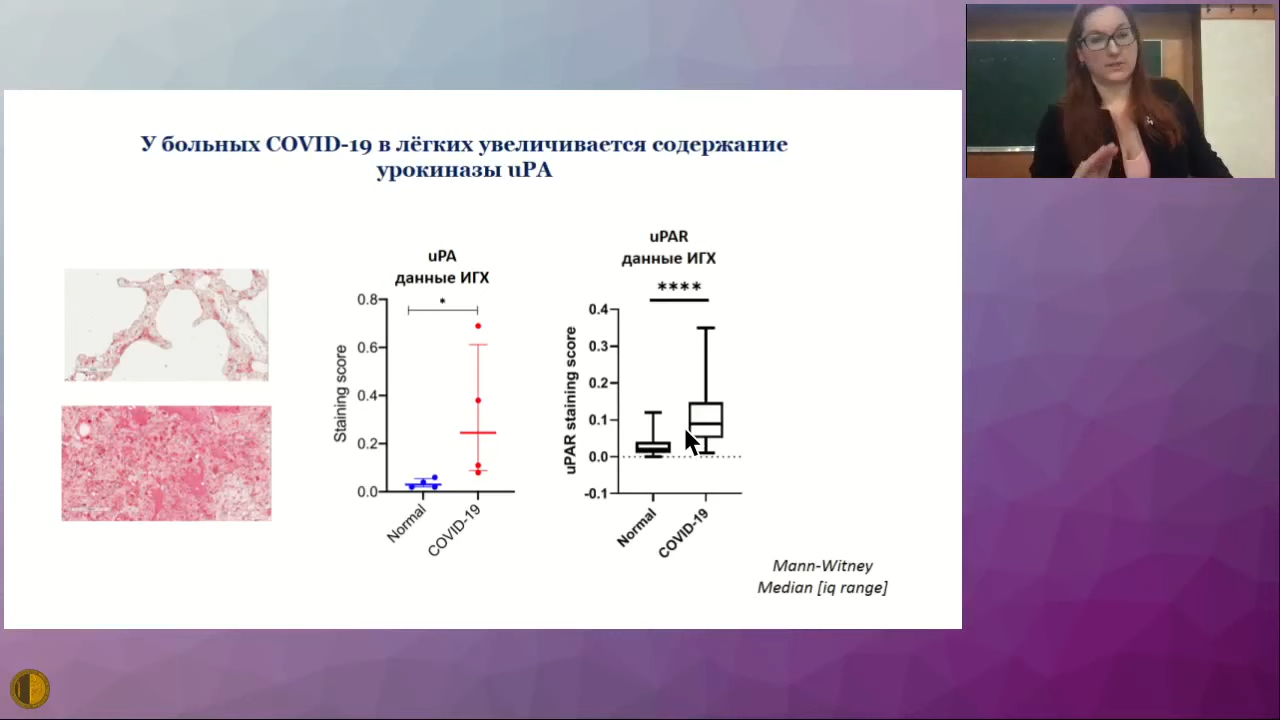 У больных COVID-19 в лёгких увеличивается содержание
урокиназы uPA
uPA
данные ИГХ
*
0.8
0.6
0.4
0.2
0.0
Staining score
Normal
COVID-19
uPAR
данные ИГХ
****
0.4
0.3
0.2
0.1
0.0
-0.1
uPAR staining score
Normal
COVID-19
Mann-Witney
Median [iq range]